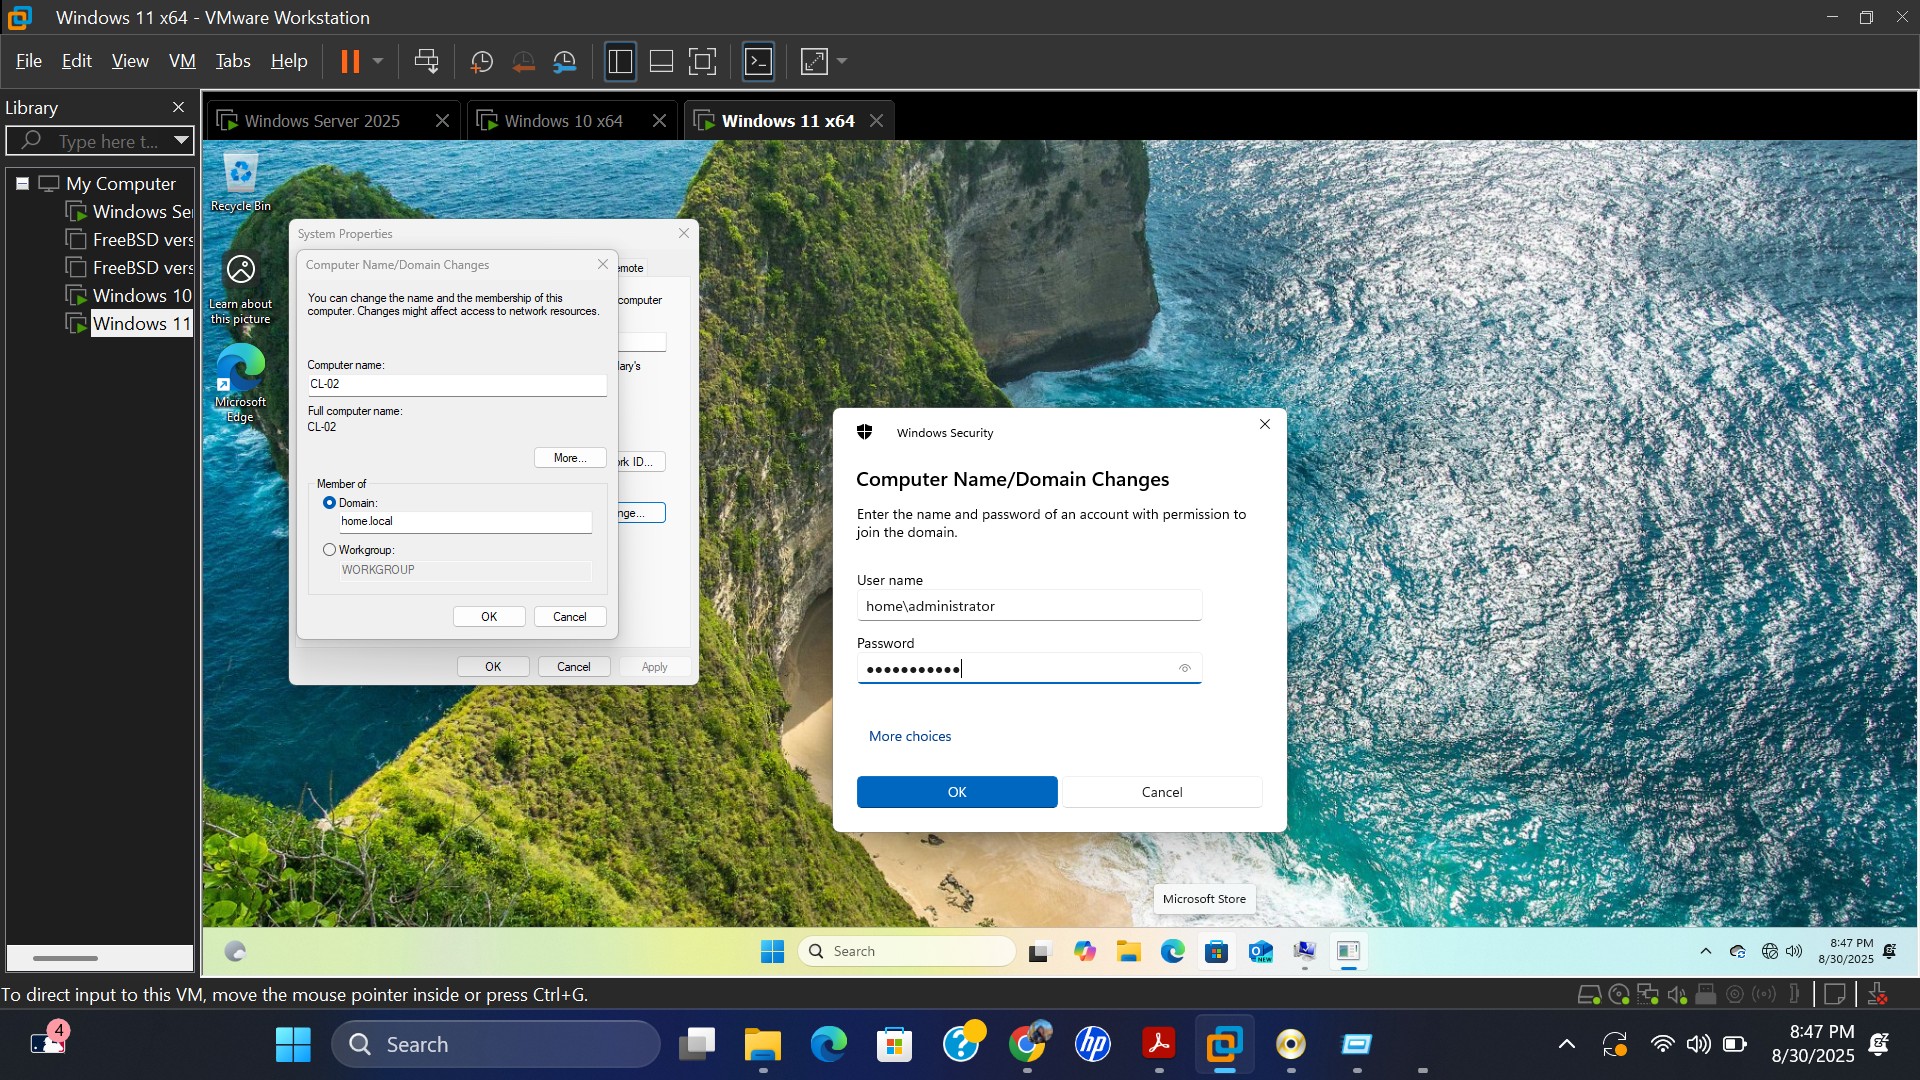 Windows 11 x64 - VMware Workstation
File Edit View VM Tabs Help
Library
Type here t...
My Computer
Windows Se
FreeBSD vers
FreeBSD vers
Windows 10
Windows 11
Windows Server 2025
Windows 10 x64
Windows 11 x64
Recycle Bin
Learn about
this picture
Microsoft
Edge
System Properties
emote
computer
lary's
rk ID...
nge...
OK Cancel Apply
Computer Name/Domain Changes
You can change the name and the membership of this
computer. Changes might affect access to network resources.
Computer name:
CL-02
Full computer name:
CL-02
More...
Member of
Domain:
home.local
Workgroup:
WORKGROUP
OK Cancel
Windows Security
Computer Name/Domain Changes
Enter the name and password of an account with permission to
join the domain.
User name
home\administrator
Password
●●●●●●●●●●●
More choices
OK Cancel
Microsoft Store
Search
NEW
8:47 PM
8/30/2025
To direct input to this VM, move the mouse pointer inside or press Ctrl+G.
4
Search
hp
8:47 PM
8/30/2025